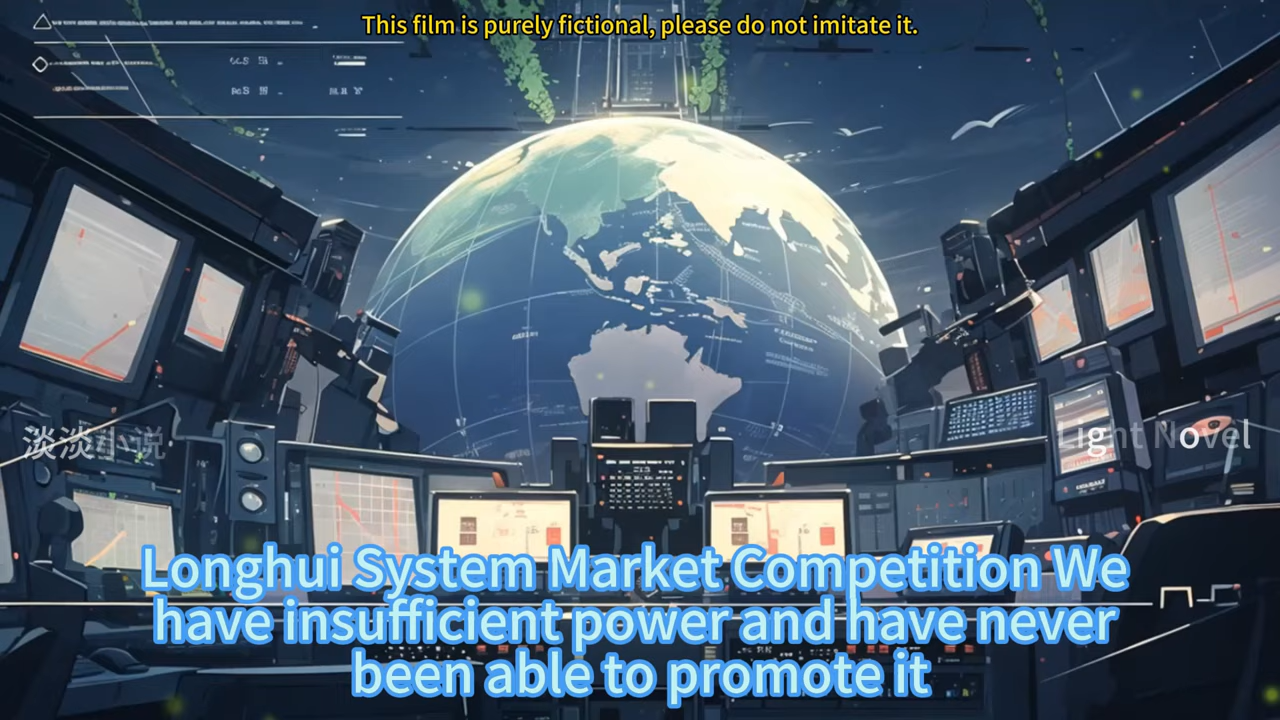 This film is purely fictional, please do not imitate it.
淡淡小说
Light Novel
Longhui System Market Competition We
have insufficient power and have never
been able to promote it